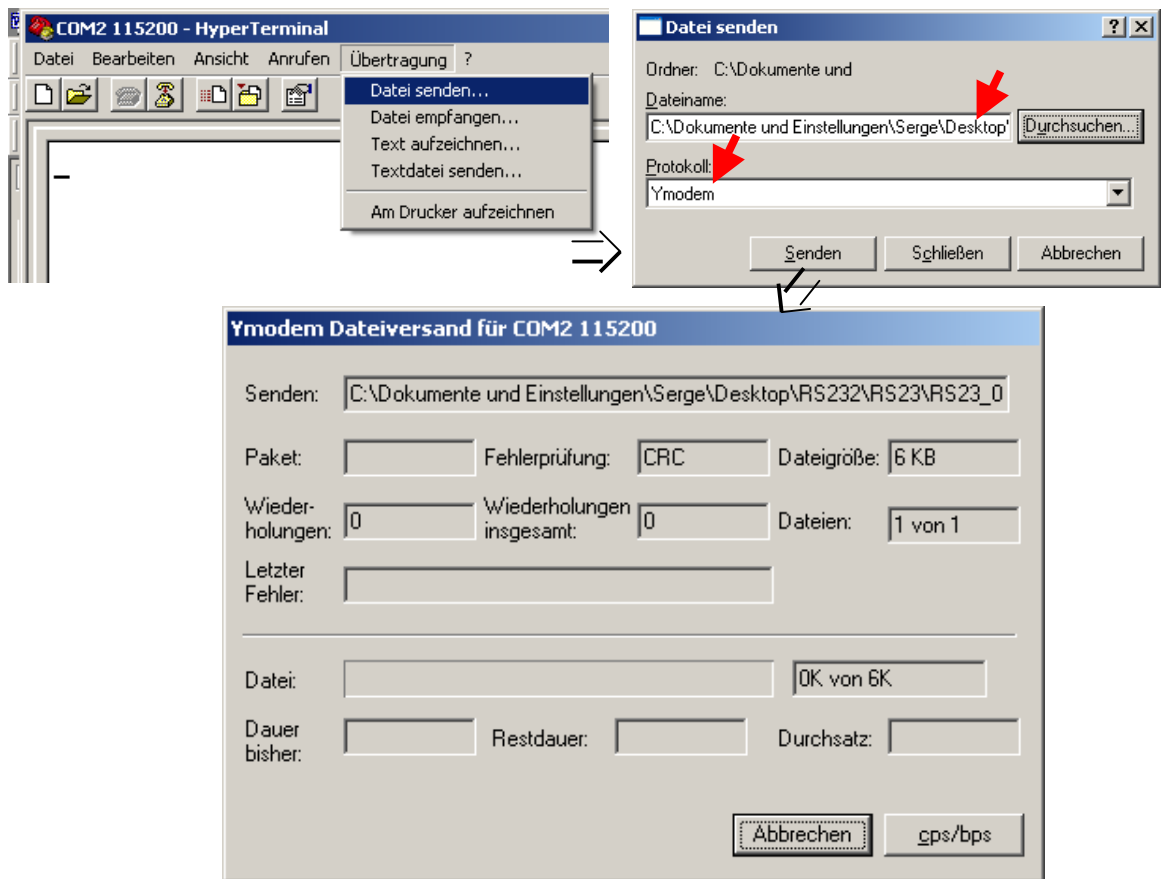 COM2 115200 - HyperTerminal
Datei Bearbeiten Ansicht Anrufen Übertragung ?
Datei senden...
Datei empfangen...
Text aufzeichnen...
Textdatei senden...
Am Drucker aufzeichnen
Datei senden
Ordner: C:\Dokumente und
Dateiname:
C:\Dokumente und Einstellungen\Serge\Desktop\ Durchsuchen...
Protokoll:
Ymodem
Senden Schließen Abbrechen
Ymodem Dateiversand für COM2 115200
Senden: C:\Dokumente und Einstellungen\Serge\Desktop\RS232\RS23\RS23_0
Paket: Fehlerprüfung: CRC Dateigröße: 6 KB
Wieder-
holungen: 0 Wiederholungen
insgesamt: 0 Dateien: 1 von 1
Letzter
Fehler:
Datei: 0K von 6K
Dauer
bisher: Restdauer: Durchsatz:
Abbrechen cps/bps